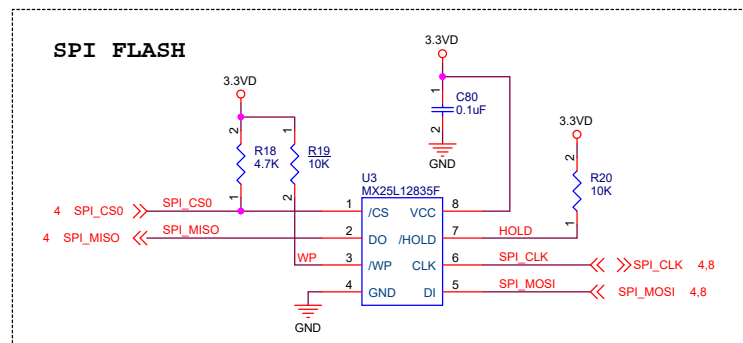 SPI FLASH
3.3VD
3.3VD
3.3VD
1
C80
0.1uF
2
GND
2
R18
4.7K
1
1
R19
10K
2
2
R20
10K
1
U3
MX25L12835F
4 SPI_CS0
SPI_CS0
1
/CS
VCC
8
4 SPI_MISO
SPI_MISO
2
DO
/HOLD
7
HOLD
WP
3
/WP
CLK
6
SPI_CLK
SPI_CLK 4,8
4
GND
DI
5
SPI_MOSI
SPI_MOSI 4,8
GND